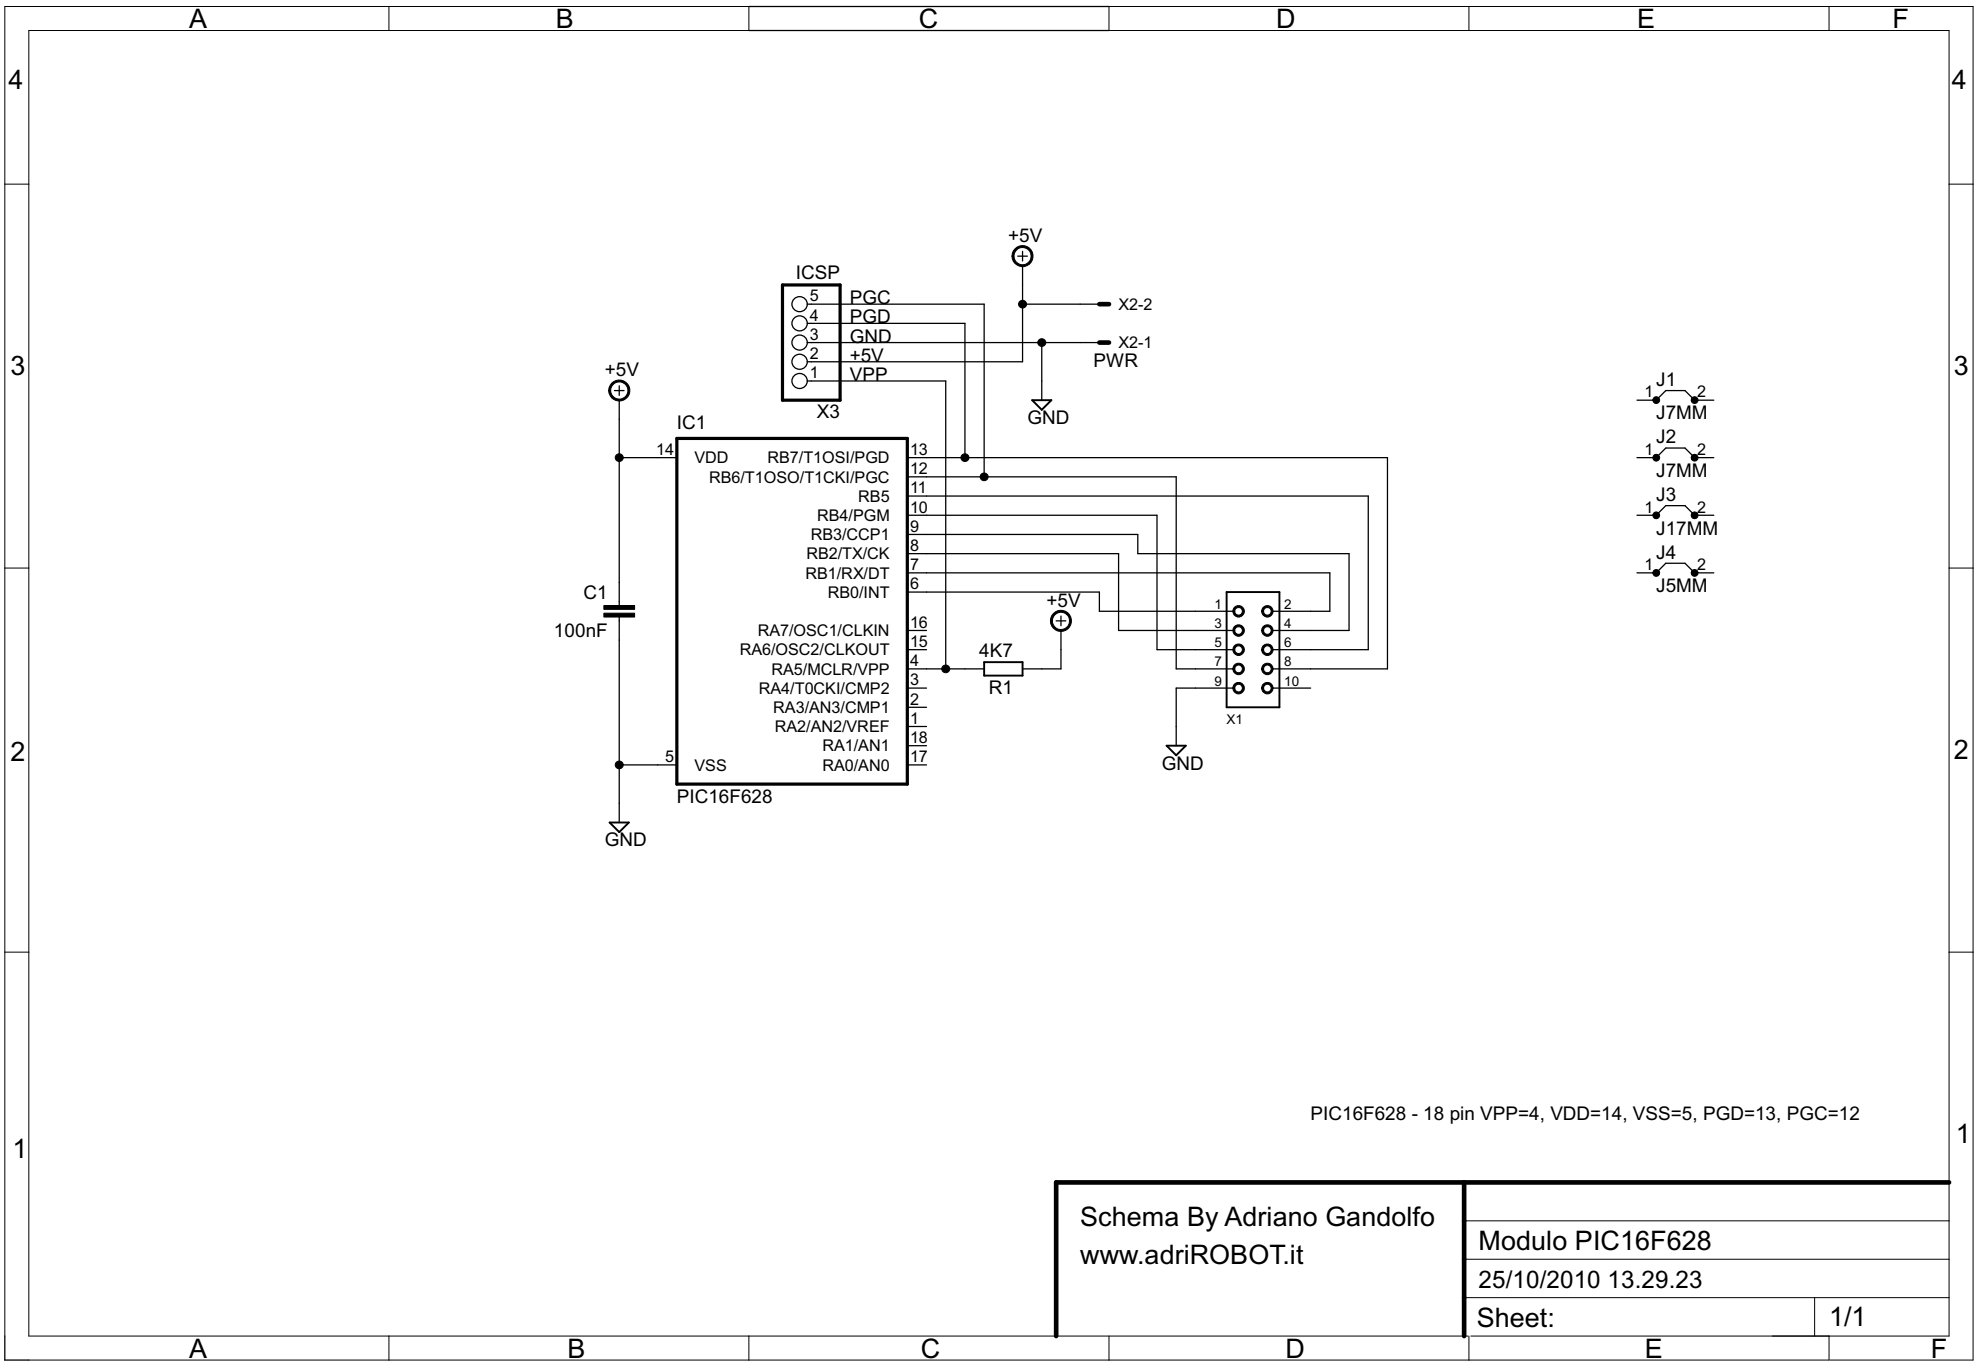 A B C D E F
4 4
3 3
2 2
1 1
+5V
ICSP
5 PGC
4 PGD
3 GND
2 +5V
1 VPP
X3
X2-2
X2-1
PWR
GND
+5V
IC1
14 VDD
RB7/T1OSI/PGD 13
RB6/T1OSO/T1CKI/PGC 12
RB5 11
RB4/PGM 10
RB3/CCP1 9
RB2/TX/CK 8
RB1/RX/DT 7
RB0/INT 6
RA7/OSC1/CLKIN 16
RA6/OSC2/CLKOUT 15
RA5/MCLR/VPP 4
RA4/T0CKI/CMP2 3
RA3/AN3/CMP1 2
RA2/AN2/VREF 1
RA1/AN1 18
RA0/AN0 17
5 VSS
PIC16F628
C1
100nF
GND
+5V
4K7
R1
1 2
3 4
5 6
7 8
9 10
X1
GND
J1
1 2
J7MM
J2
1 2
J7MM
J3
1 2
J17MM
J4
1 2
J5MM
PIC16F628 - 18 pin VPP=4, VDD=14, VSS=5, PGD=13, PGC=12
Schema By Adriano Gandolfo
www.adriROBOT.it
Modulo PIC16F628
25/10/2010 13.29.23
Sheet: 1/1
A B C D E F